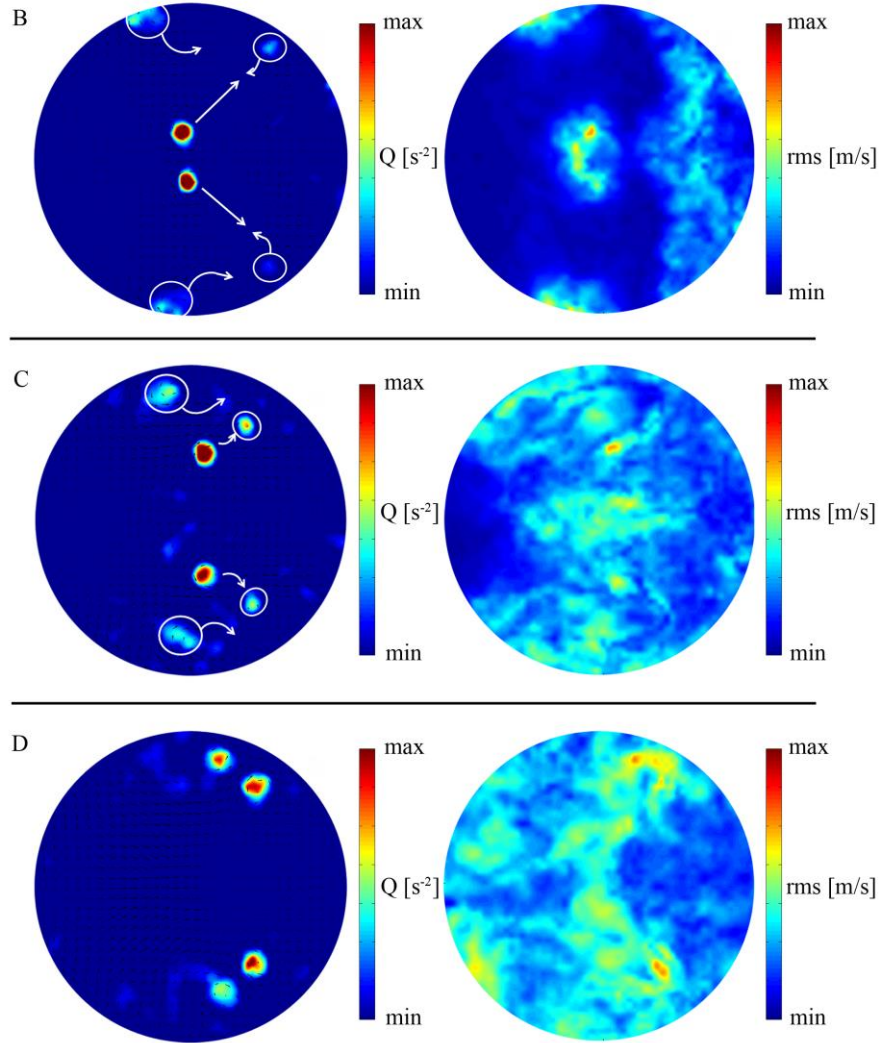 B
max
Q [s⁻²]
min
max
rms [m/s]
min
C
max
Q [s⁻²]
min
max
rms [m/s]
min
D
max
Q [s⁻²]
min
max
rms [m/s]
min